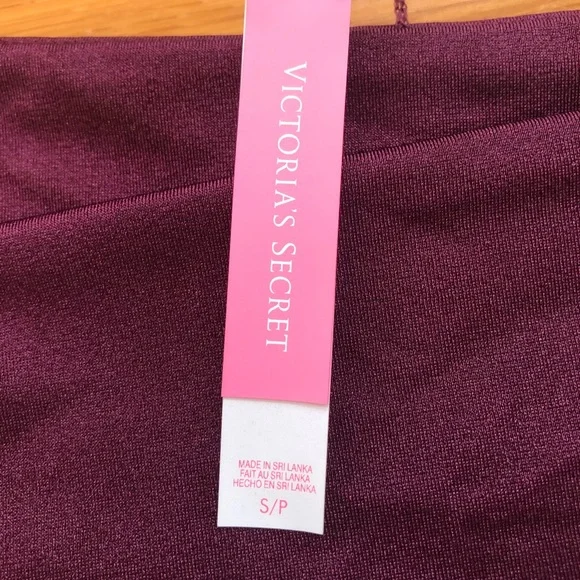 VICTORIA'S SECRET
MADE IN SRI LANKA
FAIT AU SRI LANKA
HECHO EN SRI LANKA
S/P